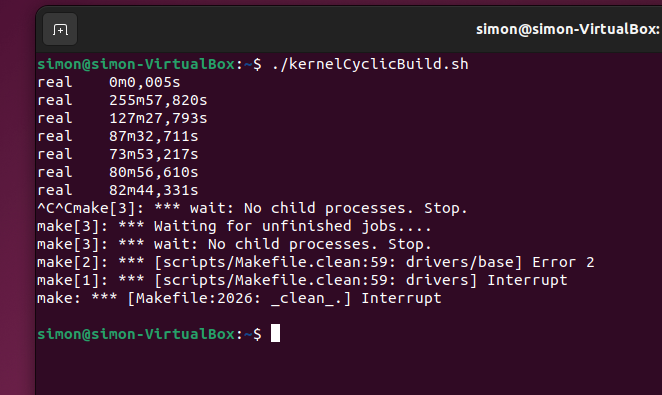 simon@simon-VirtualBox:
simon@simon-VirtualBox:~$ ./kernelCyclicBuild.sh
real    0m0,005s
real    255m57,820s
real    127m27,793s
real    87m32,711s
real    73m53,217s
real    80m56,610s
real    82m44,331s
^C^Cmake[3]: *** wait: No child processes. Stop.
make[3]: *** Waiting for unfinished jobs....
make[3]: *** wait: No child processes. Stop.
make[2]: *** [scripts/Makefile.clean:59: drivers/base] Error 2
make[1]: *** [scripts/Makefile.clean:59: drivers] Interrupt
make: *** [Makefile:2026: _clean_.] Interrupt
simon@simon-VirtualBox:~$